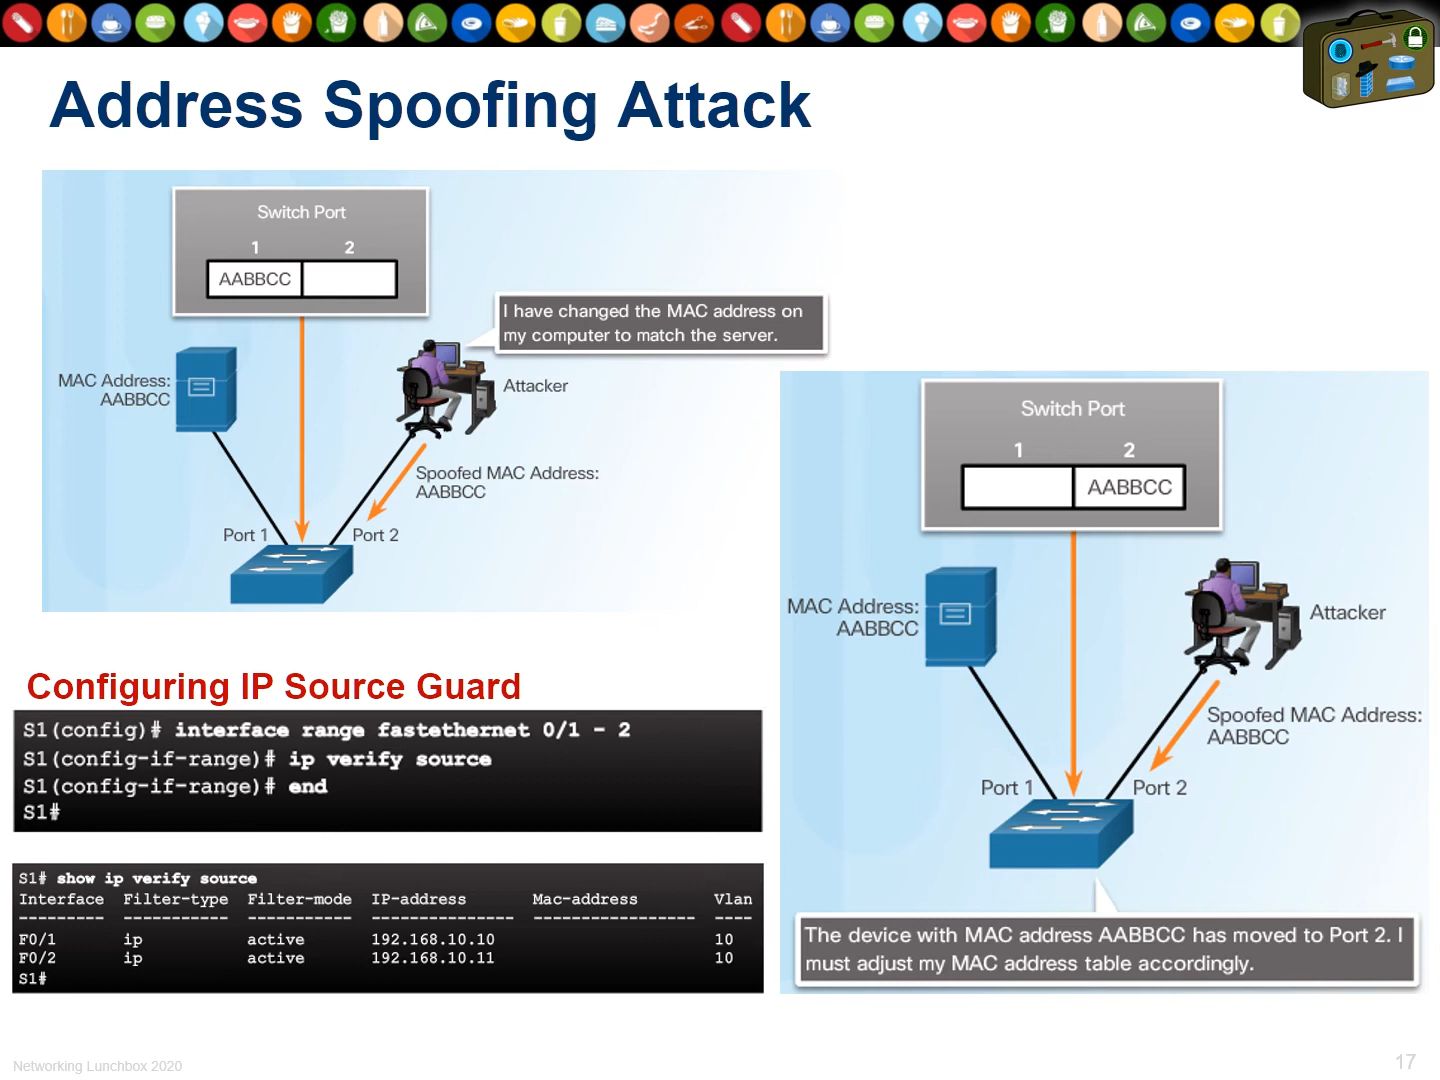 Address Spoofing Attack
Switch Port
1 2
AABBCC
I have changed the MAC address on
my computer to match the server.
MAC Address:
AABBCC
Attacker
Spoofed MAC Address:
AABBCC
Port 1
Port 2
Switch Port
1 2
AABBCC
MAC Address:
AABBCC
Attacker
Spoofed MAC Address:
AABBCC
Port 1
Port 2
The device with MAC address AABBCC has moved to Port 2. I
must adjust my MAC address table accordingly.
Configuring IP Source Guard
S1(config)# interface range fastethernet 0/1 - 2
S1(config-if-range)# ip verify source
S1(config-if-range)# end
S1#
S1# show ip verify source
Interface Filter-type Filter-mode IP-address Mac-address Vlan
--------- ----------- ----------- --------------- ----------------- ----
F0/1 ip active 192.168.10.10 10
F0/2 ip active 192.168.10.11 10
S1#
Networking Lunchbox 2020
17